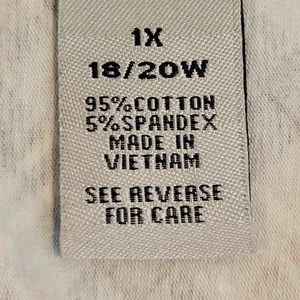 1X
18/20W
95%COTTON
5%SPANDEX
MADE IN
VIETNAM
SEE REVERSE
FOR CARE